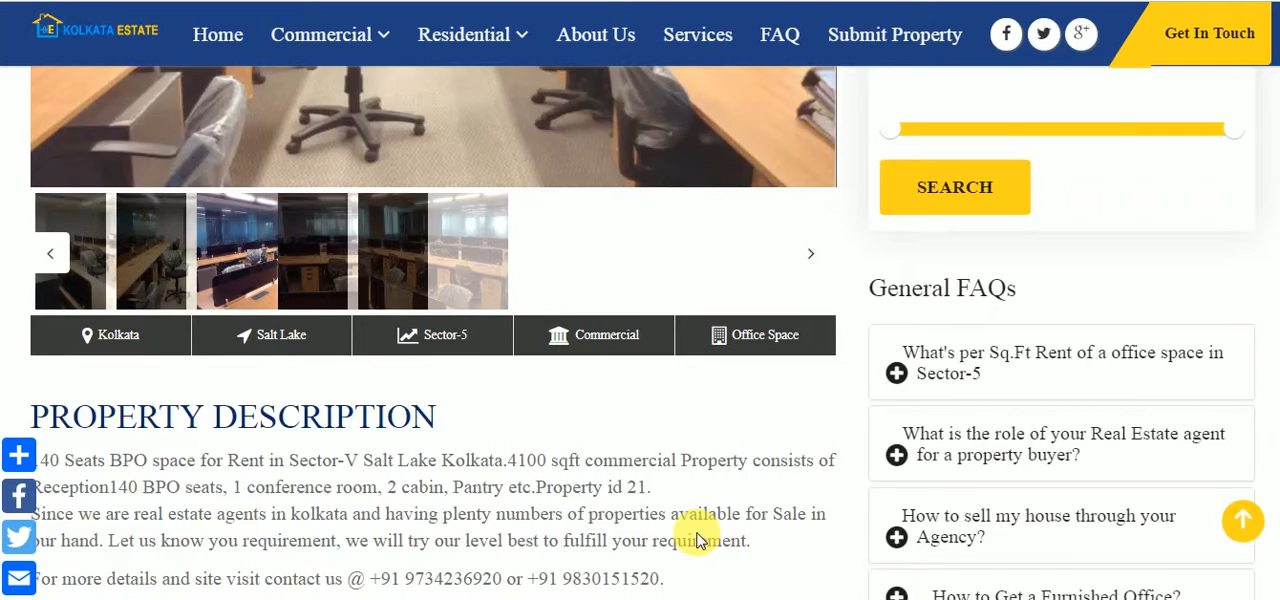 KOLKATA ESTATE
Home
Commercial
Residential
About Us
Services
FAQ
Submit Property
Get In Touch
SEARCH
Kolkata
Salt Lake
Sector-5
Commercial
Office Space
PROPERTY DESCRIPTION
40 Seats BPO space for Rent in Sector-V Salt Lake Kolkata.4100 sqft commercial Property consists of
Reception140 BPO seats, 1 conference room, 2 cabin, Pantry etc.Property id 21.
Since we are real estate agents in kolkata and having plenty numbers of properties available for Sale in
our hand. Let us know you requirement, we will try our level best to fulfill your requirement.
For more details and site visit contact us @ +91 9734236920 or +91 9830151520.
General FAQs
What's per Sq.Ft Rent of a office space in
Sector-5
What is the role of your Real Estate agent
for a property buyer?
How to sell my house through your
Agency?
How to Get a Furnished Office?